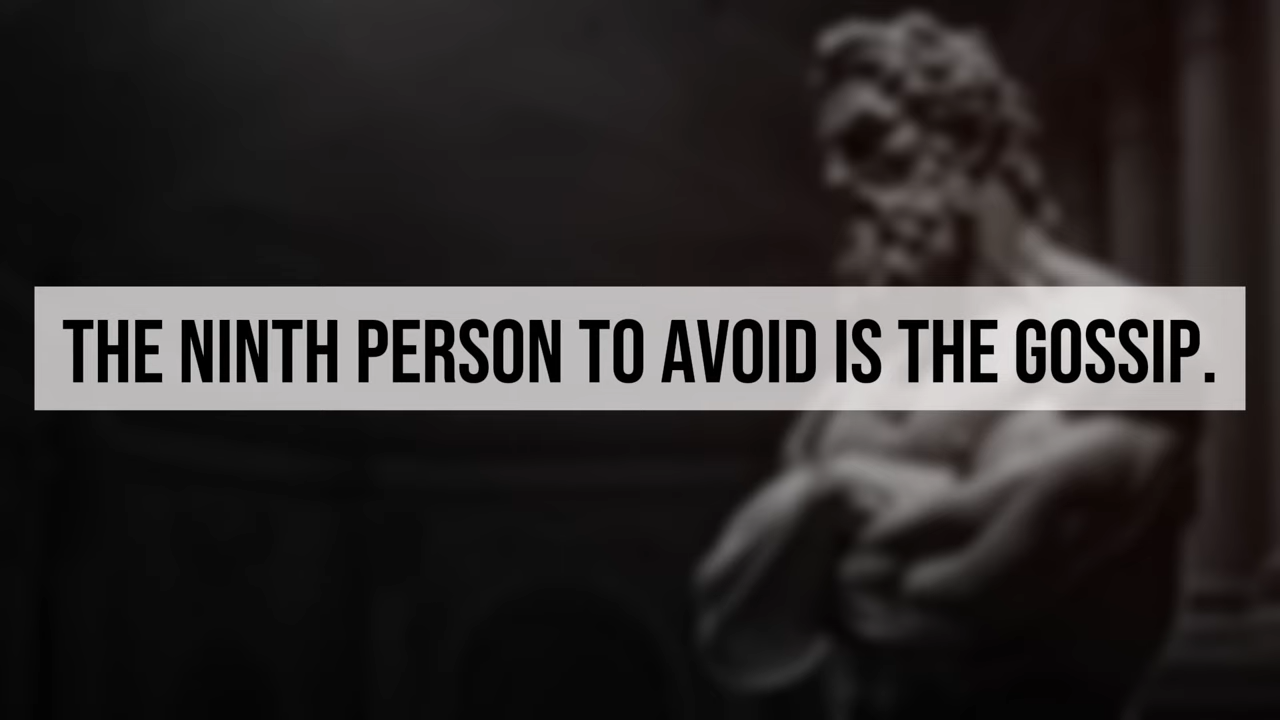 THE NINTH PERSON TO AVOID IS THE GOSSIP.